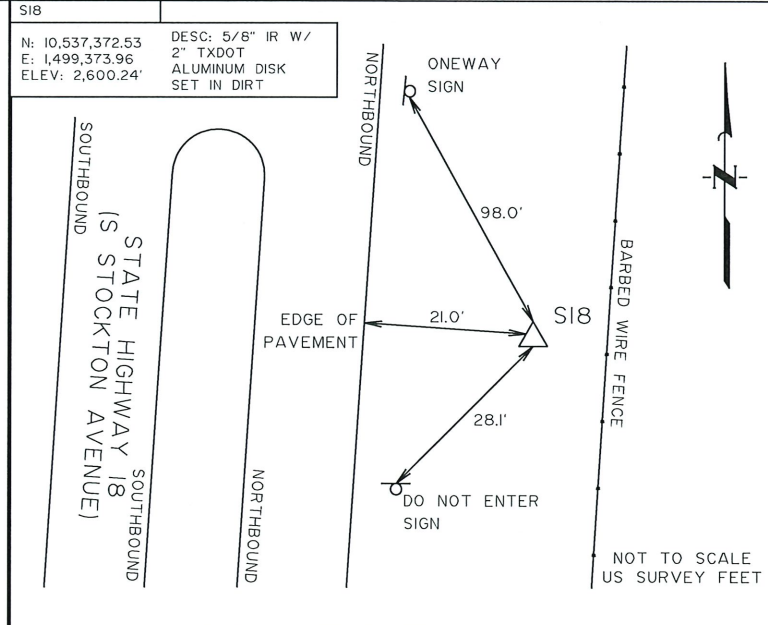 S18
N: 10,537,372.53
E: 1,499,373.96
ELEV: 2,600.24'
DESC: 5/8" IR W/
2" TXDOT
ALUMINUM DISK
SET IN DIRT
SOUTHBOUND
NORTHBOUND
ONEWAY
SIGN
N
98.0'
STATE HIGHWAY 18
(S STOCKTON AVENUE)
EDGE OF
PAVEMENT
21.0'
S18
BARBED WIRE FENCE
28.1'
DO NOT ENTER
SIGN
SOUTHBOUND
NORTHBOUND
NOT TO SCALE
US SURVEY FEET